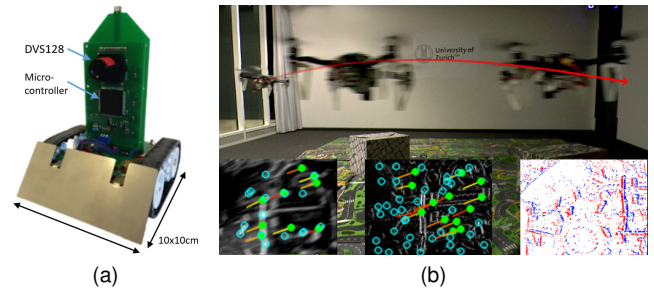 DVS128
Micro-
controller
10x10cm
University of
Zurich
(a)
(b)